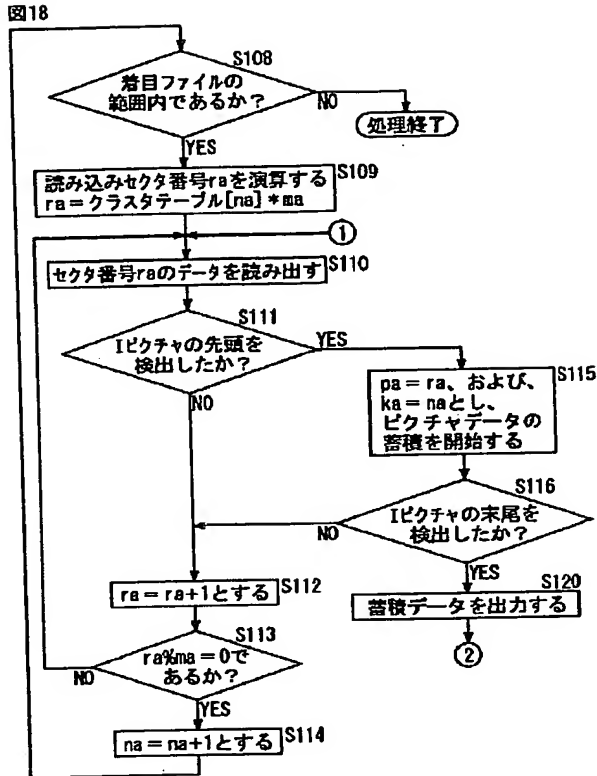 図18
S108
着目ファイルの
範囲内であるか？
NO
処理終了
YES
S109
読み込みセクタ番号raを演算する
ra＝クラスタテーブル[na]*ma
①
セクタ番号raのデータを読み出す
S110
S111
Iピクチャの先頭を
検出したか？
YES
NO
S115
pa＝ra、および、
ka＝naとし、
ピクチャデータの
蓄積を開始する
S116
Iピクチャの末尾を
検出したか？
NO
YES
S120
蓄積データを出力する
②
ra＝ra+1とする
S112
S113
ra%ma＝0で
あるか？
NO
YES
na＝na+1とする
S114